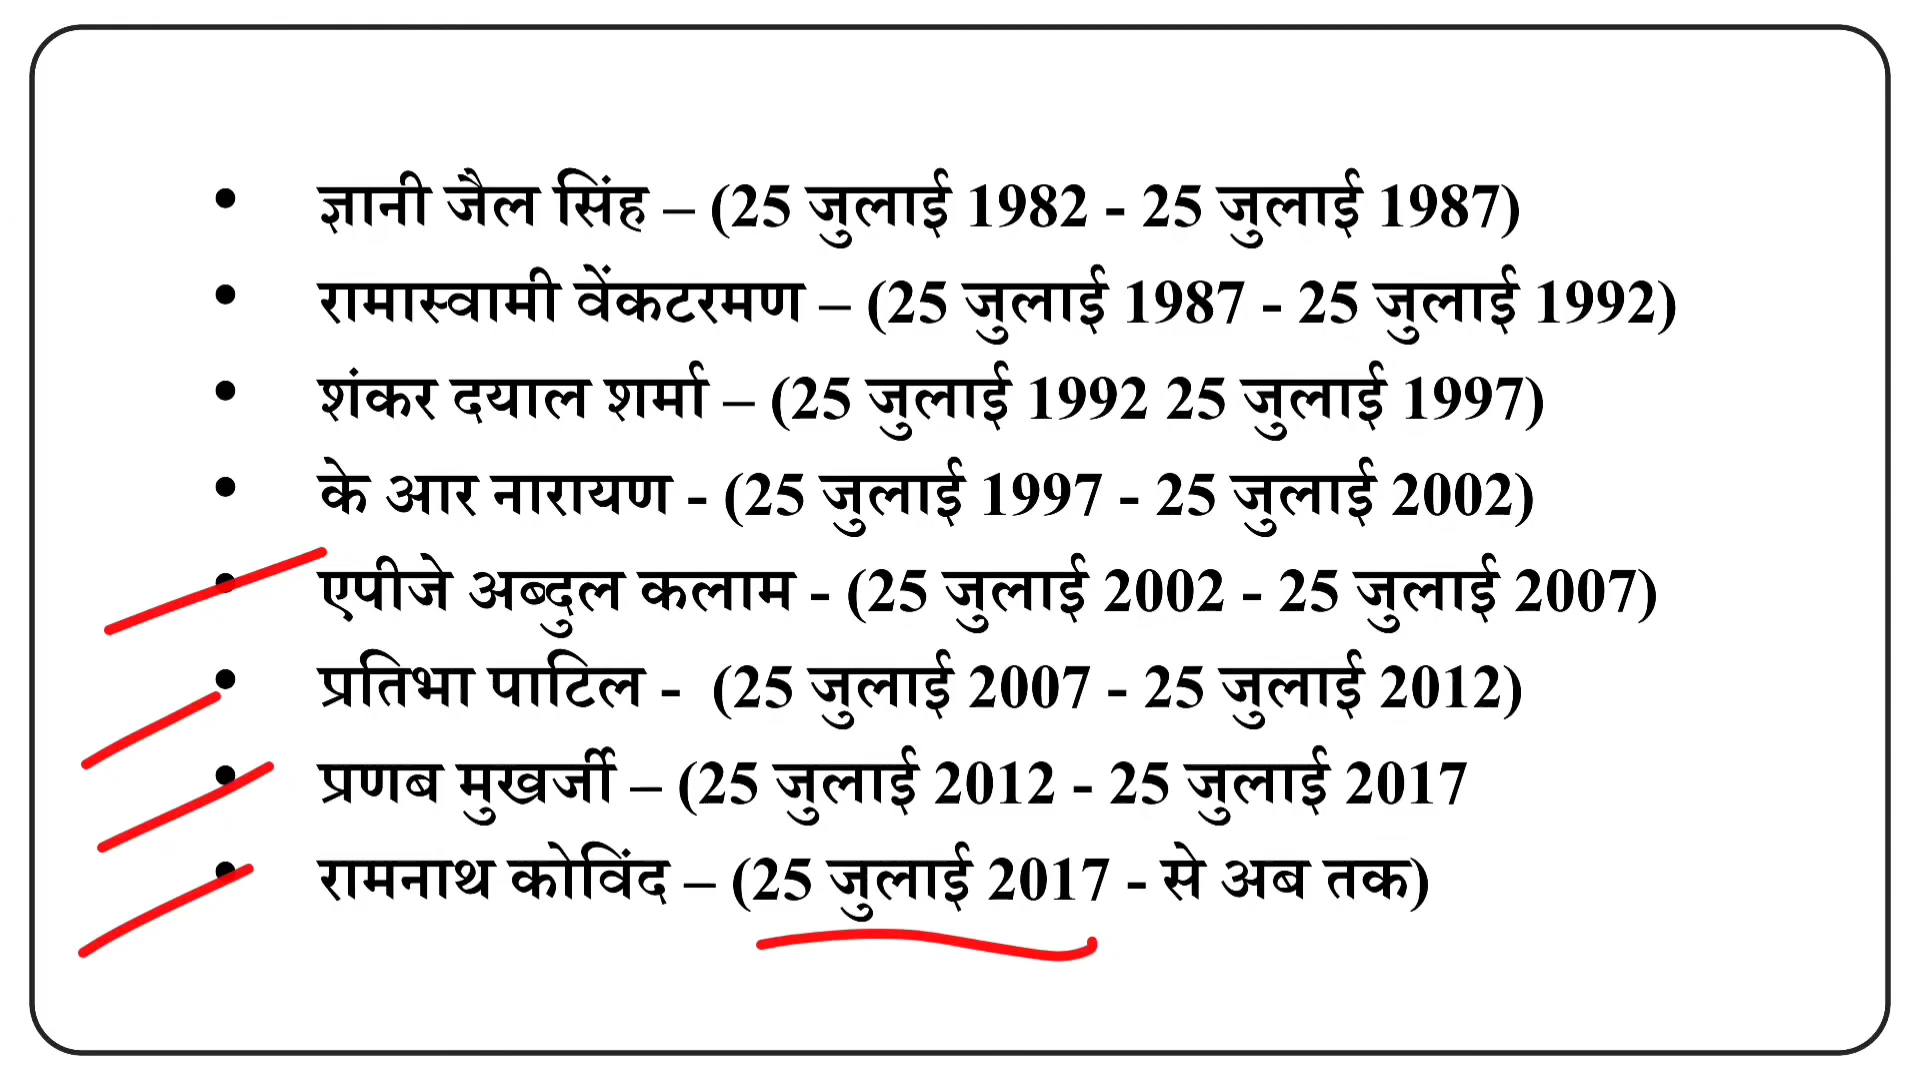 • ज्ञानी जैल सिंह – (25 जुलाई 1982 - 25 जुलाई 1987)
• रामास्वामी वेंकटरमण – (25 जुलाई 1987 - 25 जुलाई 1992)
• शंकर दयाल शर्मा – (25 जुलाई 1992 25 जुलाई 1997)
• के आर नारायण - (25 जुलाई 1997 - 25 जुलाई 2002)
• एपीजे अब्दुल कलाम - (25 जुलाई 2002 - 25 जुलाई 2007)
• प्रतिभा पाटिल - (25 जुलाई 2007 - 25 जुलाई 2012)
• प्रणब मुखर्जी – (25 जुलाई 2012 - 25 जुलाई 2017
• रामनाथ कोविंद – (25 जुलाई 2017 - से अब तक)